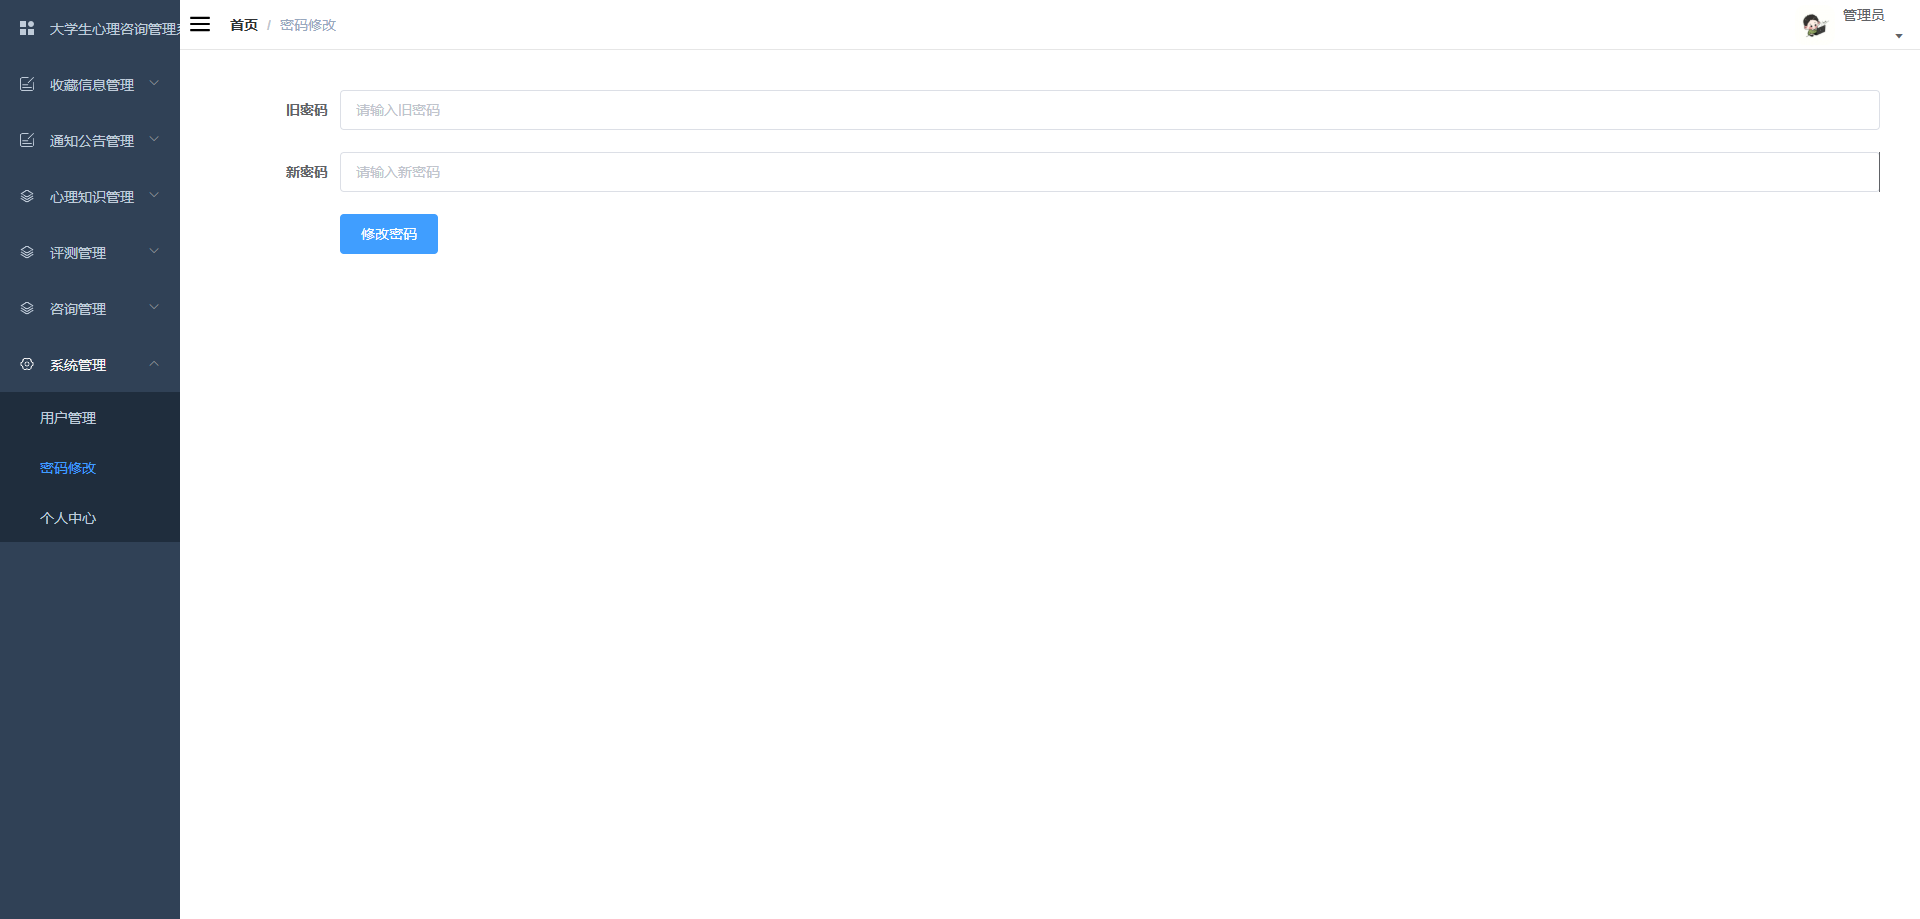 大学生心理咨询管理系
首页 / 密码修改
管理员
收藏信息管理
通知公告管理
心理知识管理
评测管理
咨询管理
系统管理
用户管理
密码修改
个人中心
旧密码 请输入旧密码
新密码 请输入新密码
修改密码